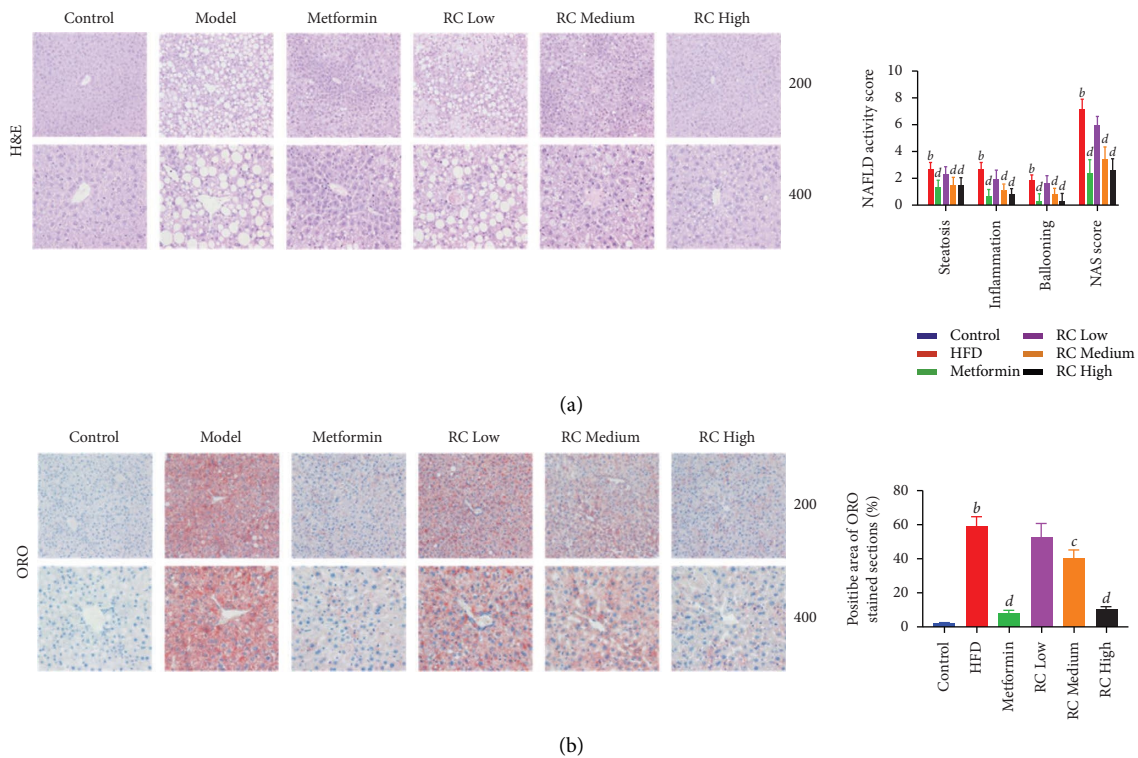 Control Model Metformin RC Low RC Medium RC High
H&E
200
400
NAFLD activity score
10
8
6
4
2
0
b d d d
b d d d
b d d d
b d d d
Steatosis
Inflammation
Ballooning
NAS score
Control
HFD
Metformin
RC Low
RC Medium
RC High
(a)
Control Model Metformin RC Low RC Medium RC High
ORO
200
400
Positibe area of ORO
stained sections (%)
80
60
40
20
0
b
d
c
d
Control
HFD
Metformin
RC Low
RC Medium
RC High
(b)